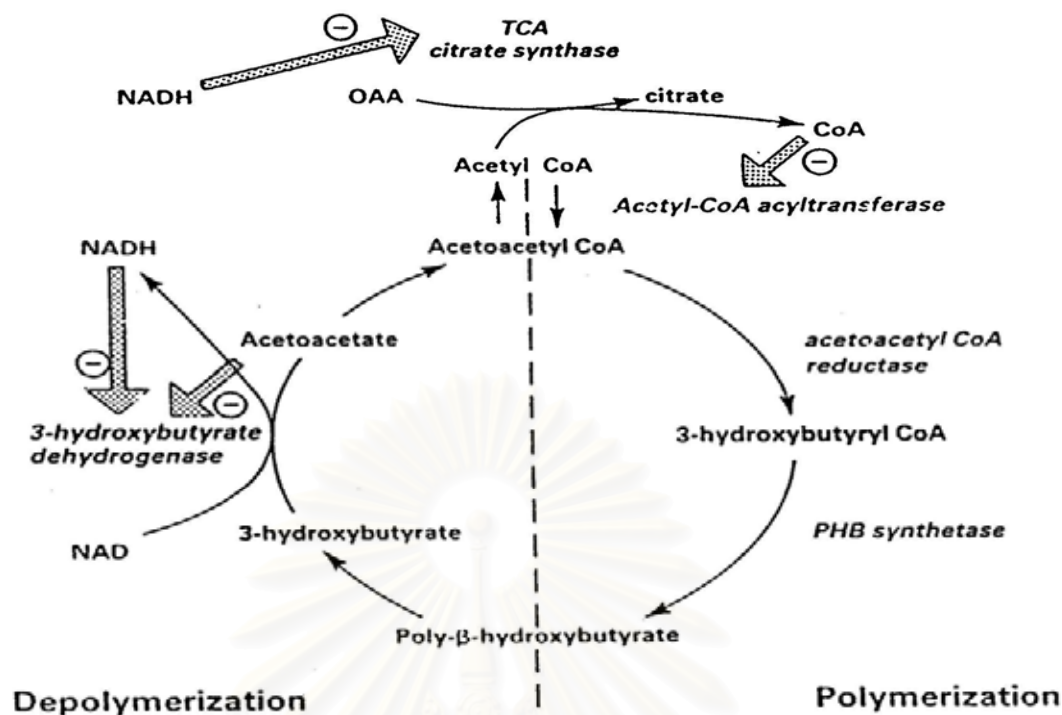 TCA
citrate synthase
NADH
OAA
citrate
CoA
Acetyl CoA
Acetyl-CoA acyltransferase
NADH
Acetoacetyl CoA
Acetoacetate
acetoacetyl CoA
reductase
3-hydroxybutyrate
dehydrogenase
3-hydroxybutyryl CoA
NAD
3-hydroxybutyrate
PHB synthetase
Poly-β-hydroxybutyrate
Depolymerization
Polymerization